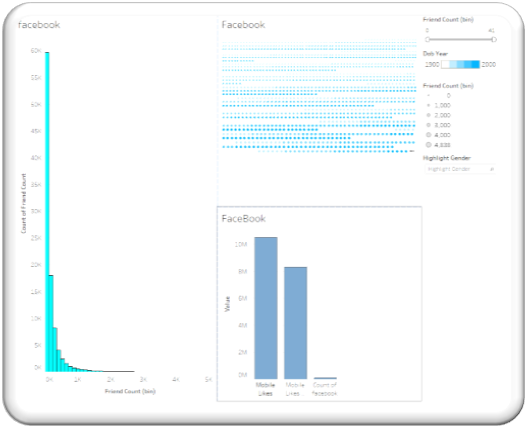 facebook
60K
55K
50K
45K
40K
35K
30K
25K
20K
15K
10K
5K
0K
Count of Friend Count
0K 1K 2K 3K 4K 5K
Friend Count (bin)
Facebook
FaceBook
10M
8M
6M
4M
2M
0M
Value
Mobile Likes
Mobile Likes ..
Count of facebook
Friend Count (bin)
0
Dob Year
1900 2000
Friend Count (bin)
0
1,000
2,000
3,000
4,000
4,838
Highlight Gender
Highlight Gender